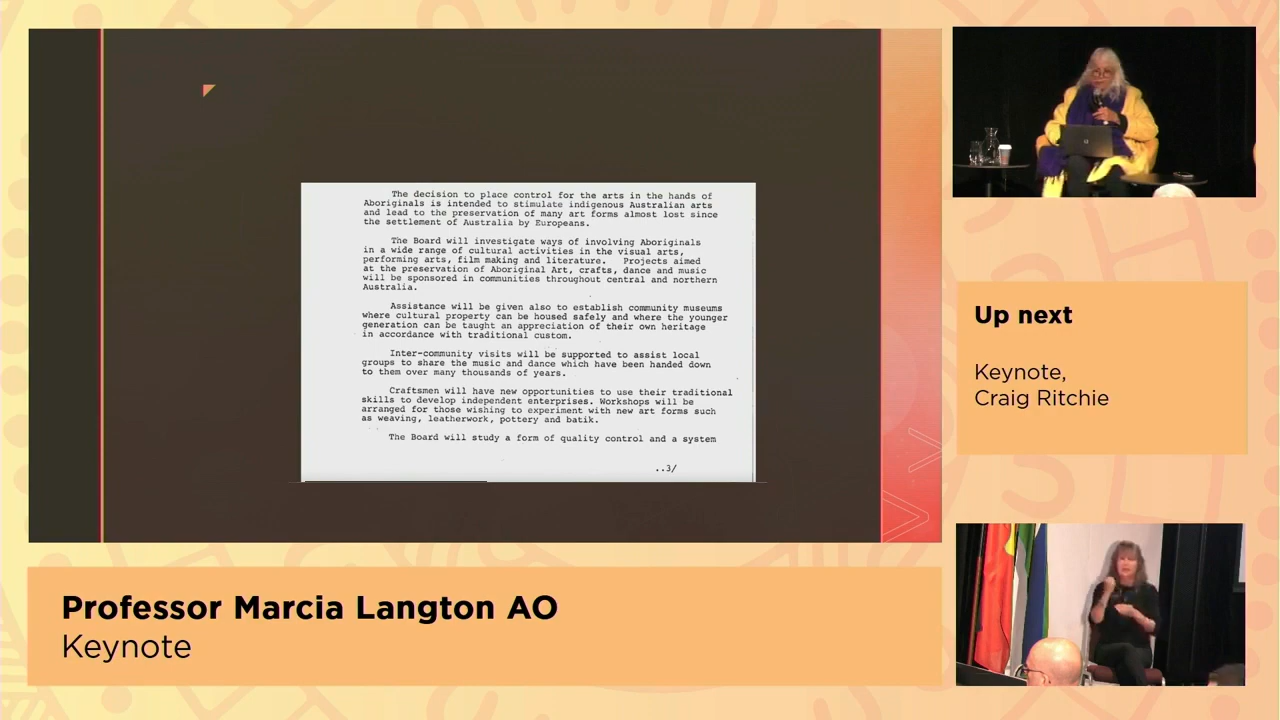 The decision to place control for the arts in the hands of
Aboriginals is intended to stimulate indigenous Australian arts
and lead to the preservation of many art forms almost lost since
the settlement of Australia by Europeans.
The Board will investigate ways of involving Aboriginals
in a wide range of cultural activities in the visual arts,
performing arts, film making and literature. Projects aimed
at the preservation of Aboriginal Art, crafts, dance and music
will be sponsored in communities throughout central and northern
Australia.
Assistance will be given also to establish community museums
where cultural property can be housed safely and where the younger
generation can be taught an appreciation of their own heritage
in accordance with traditional custom.
Inter-community visits will be supported to assist local
groups to share the music and dance which have been handed down
to them over many thousands of years.
Craftsmen will have new opportunities to use their traditional
skills to develop independent enterprises. Workshops will be
arranged for those wishing to experiment with new art forms such
as weaving, leatherwork, pottery and batik.
The Board will study a form of quality control and a system
..3/
Up next
Keynote,
Craig Ritchie
Professor Marcia Langton AO
Keynote